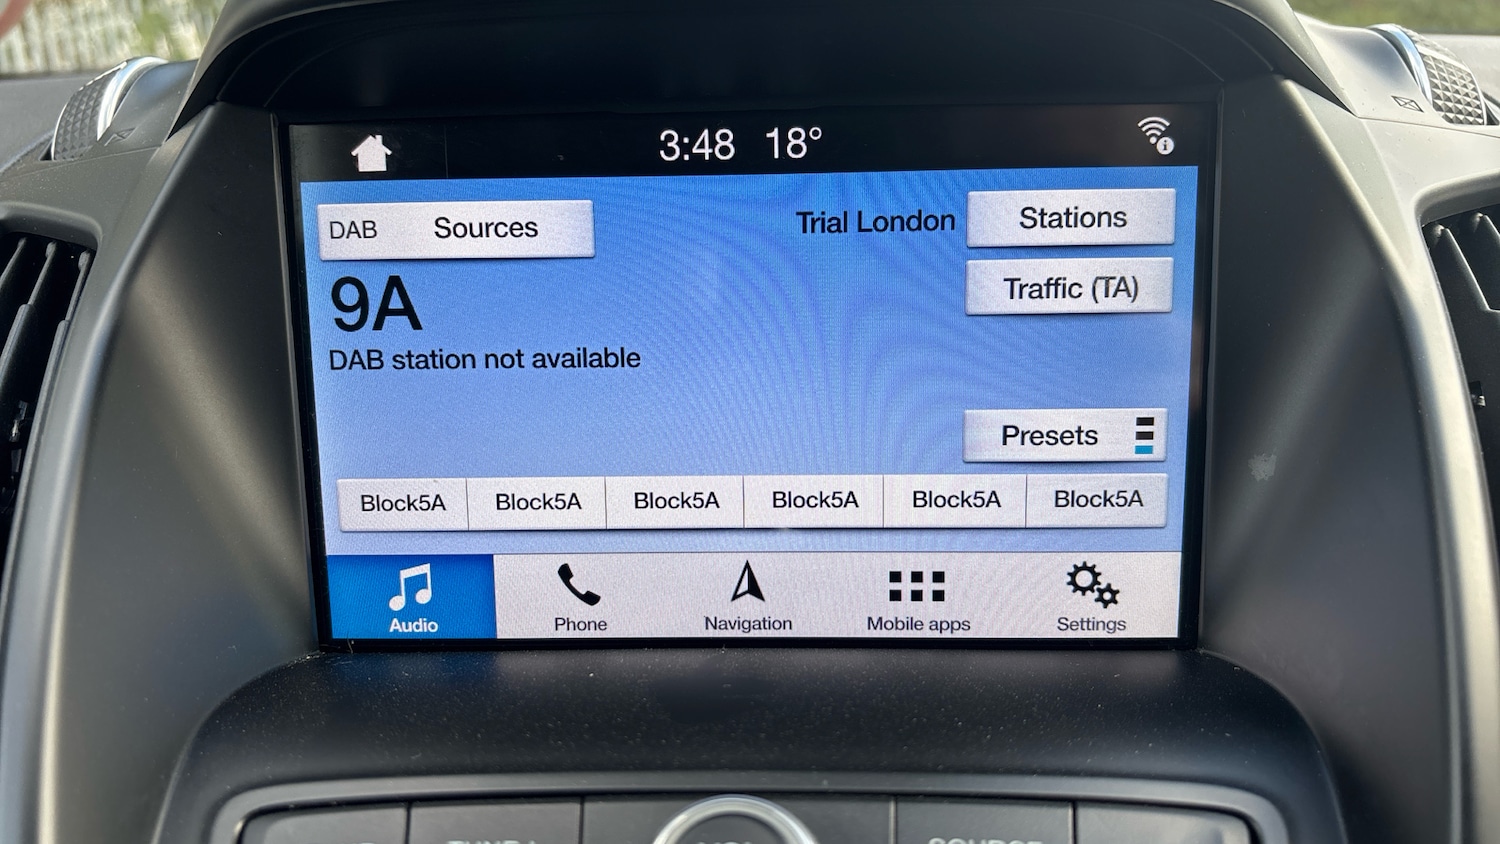 3:48 18°
DAB Sources
Trial London
Stations
Traffic (TA)
9A
DAB station not available
Presets
Block5A Block5A Block5A Block5A Block5A Block5A
Audio Phone Navigation Mobile apps Settings